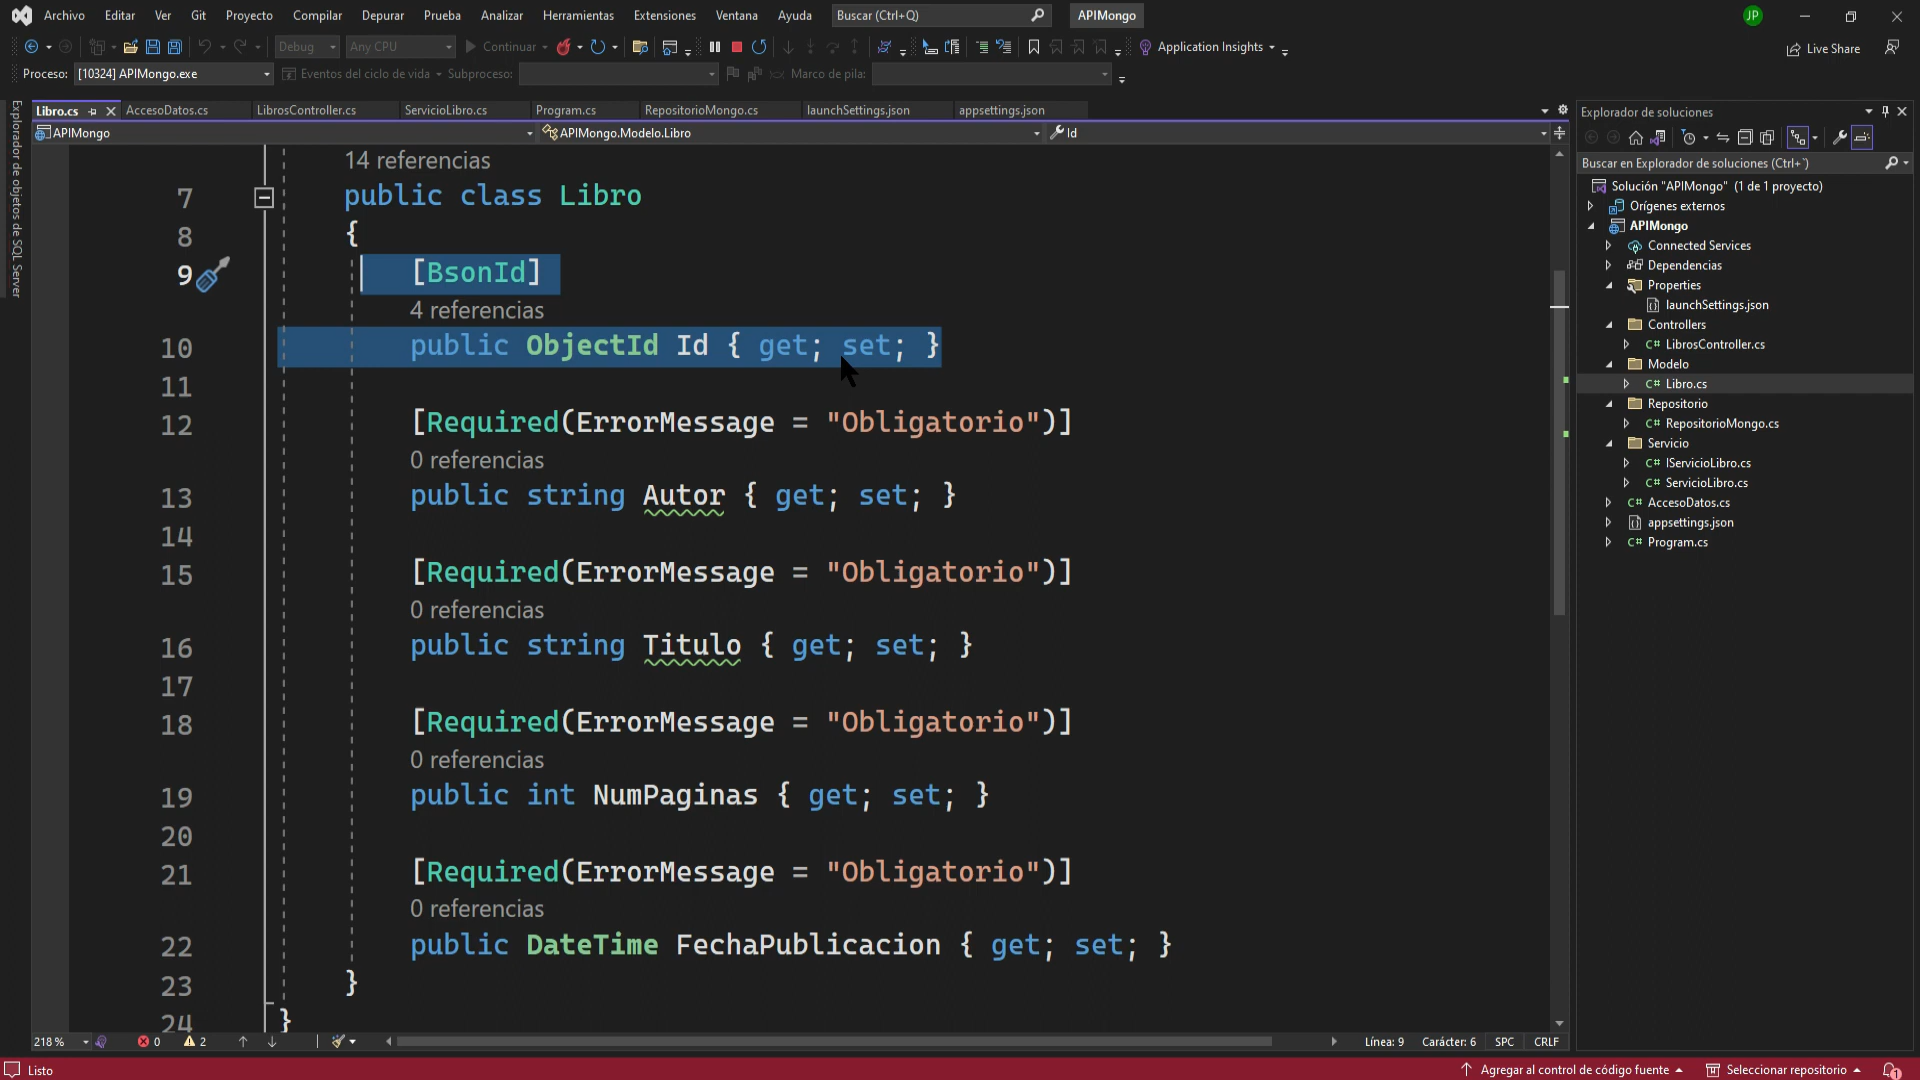 Archivo Editar Ver Git Proyecto Compilar Depurar Prueba Analizar Herramientas Extensiones Ventana Ayuda Buscar (Ctrl+Q) APIMongo JP
Debug Any CPU Continuar Application Insights Live Share
Proceso: [10324] APIMongo.exe Eventos del ciclo de vida Subproceso: Marco de pila:
Explorador de objetos de SQL Server
Libro.cs AccesoDatos.cs LibrosController.cs ServicioLibro.cs Program.cs RepositorioMongo.cs launchSettings.json appsettings.json
APIMongo APIMongo.Modelo.Libro Id
14 referencias
7 public class Libro
8 {
9 [BsonId]
4 referencias
10 public ObjectId Id { get; set; }
11
12 [Required(ErrorMessage = "Obligatorio")]
0 referencias
13 public string Autor { get; set; }
14
15 [Required(ErrorMessage = "Obligatorio")]
0 referencias
16 public string Titulo { get; set; }
17
18 [Required(ErrorMessage = "Obligatorio")]
0 referencias
19 public int NumPaginas { get; set; }
20
21 [Required(ErrorMessage = "Obligatorio")]
0 referencias
22 public DateTime FechaPublicacion { get; set; }
23 }
24 }
218 % 0 2 Línea: 9 Carácter: 6 SPC CRLF
Explorador de soluciones
Buscar en Explorador de soluciones (Ctrl+`)
Solución "APIMongo" (1 de 1 proyecto)
Orígenes externos
APIMongo
Connected Services
Dependencias
Properties
launchSettings.json
Controllers
C# LibrosController.cs
Modelo
C# Libro.cs
Repositorio
C# RepositorioMongo.cs
Servicio
C# IServicioLibro.cs
C# ServicioLibro.cs
C# AccesoDatos.cs
appsettings.json
C# Program.cs
Listo Agregar al control de código fuente Seleccionar repositorio 1